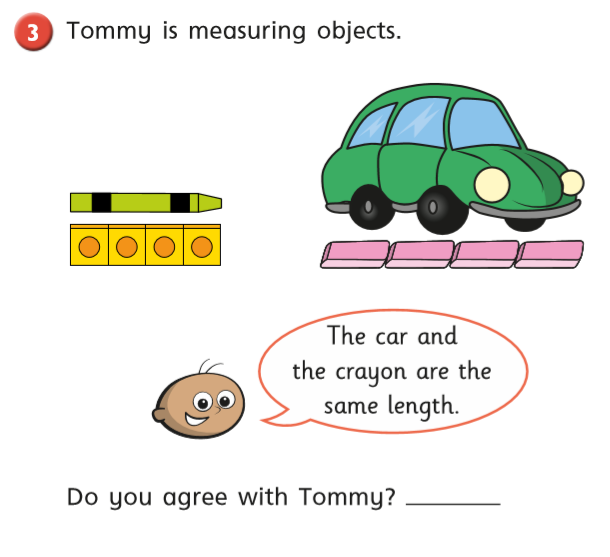 3 Tommy is measuring objects.
The car and
the crayon are the
same length.
Do you agree with Tommy? ________